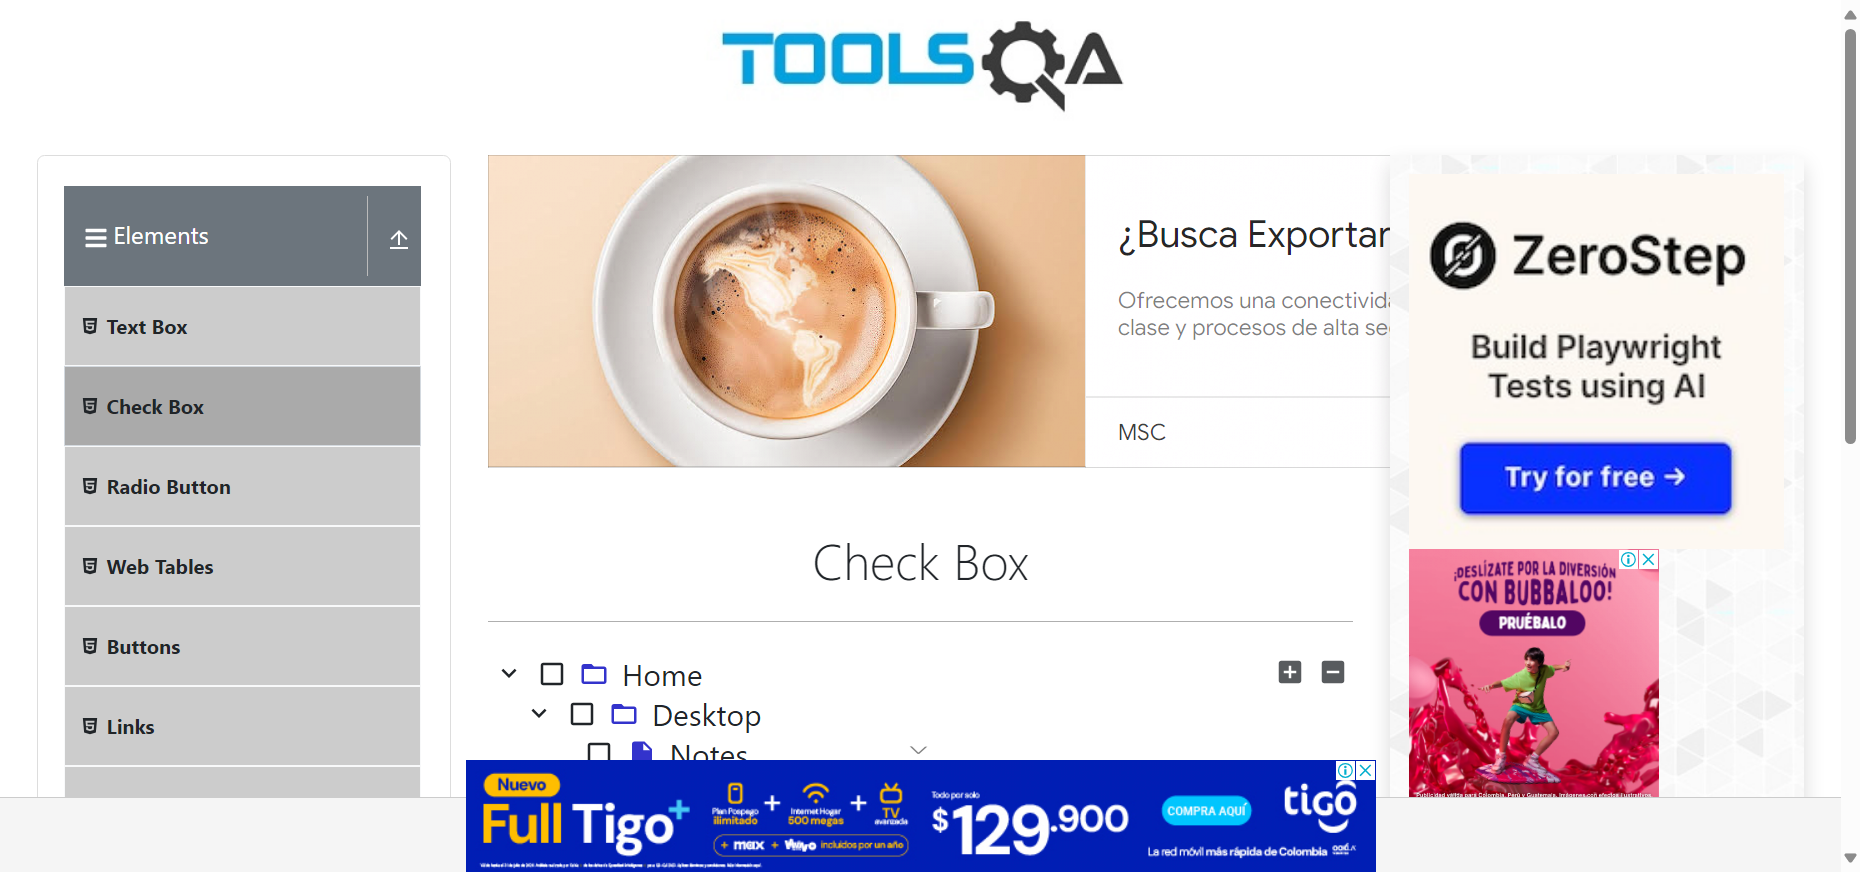 TOOLSQA
Elements
Text Box
Check Box
Radio Button
Web Tables
Buttons
Links
¿Busca Exportar
Ofrecemos una conectivida
clase y procesos de alta se
MSC
Check Box
Home
Desktop
Notes
ZeroStep
Build Playwright
Tests using AI
Try for free →
¡DESLÍZATE POR LA DIVERSIÓN
CON BUBBALOO!
PRUÉBALO
Nuevo
Full Tigo+
Plan Pospago
ilimitado
+
Internet Hogar
500 megas
+
TV
avanzada
+ max + Vivivo incluidos por un año
Todo por solo
$129.900
COMPRA AQUÍ
tigo
La red móvil más rápida de Colombia